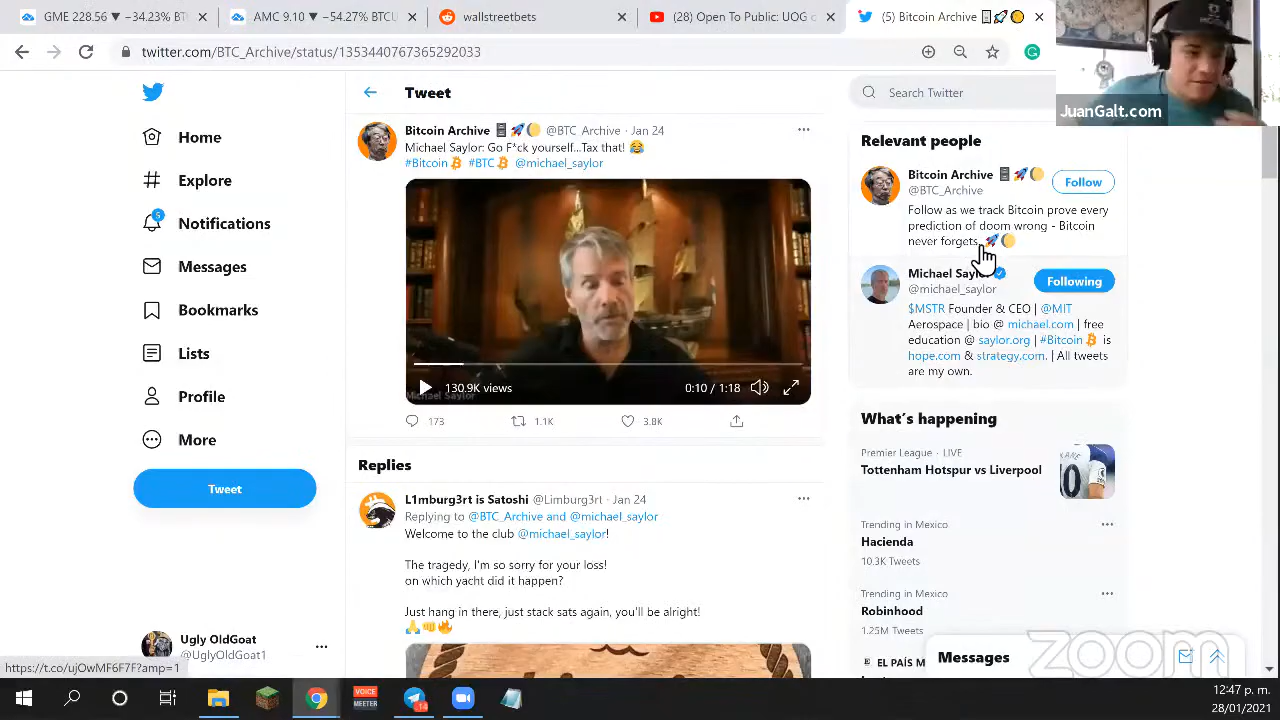 GME 228.56 −34.22% BT
AMC 9.10 −54.27% BTCU
wallstreetbets
(28) Open To Public: UOG c
(5) Bitcoin Archive 🗄🚀🌔
twitter.com/BTC_Archive/status/1353440767365292033
JuanGalt.com
Home
Explore
5
Notifications
Messages
Bookmarks
Lists
Profile
More
Tweet
Ugly OldGoat
@UglyOldGoat1
https://t.co/ujOwMF6F7F?amp=1
Tweet
Bitcoin Archive 🗄🚀🌔 @BTC_Archive · Jan 24
Michael Saylor: Go F*ck yourself...Tax that! 😂
#Bitcoin #BTC @michael_saylor
130.9K views
0:10 / 1:18
Michael Saylor
173
1.1K
3.8K
Replies
L1mburg3rt is Satoshi @Limburg3rt · Jan 24
Replying to @BTC_Archive and @michael_saylor
Welcome to the club @michael_saylor!
The tragedy, I'm so sorry for your loss!
on which yacht did it happen?
Just hang in there, just stack sats again, you'll be alright!
🙏👊🔥
Search Twitter
Relevant people
Bitcoin Archive 🗄🚀🌔
@BTC_Archive
Follow
Follow as we track Bitcoin prove every
prediction of doom wrong - Bitcoin
never forgets. 🚀🌔
Michael Saylor
@michael_saylor
Following
$MSTR Founder & CEO | @MIT
Aerospace | bio @ michael.com | free
education @ saylor.org | #Bitcoin is
hope.com & strategy.com. | All tweets
are my own.
What's happening
Premier League · LIVE
Tottenham Hotspur vs Liverpool
Trending in Mexico
Hacienda
10.3K Tweets
Trending in Mexico
Robinhood
1.25M Tweets
EL PAÍS M
Messages
zoom
VOICE
MEETER
14
12:47 p. m.
28/01/2021